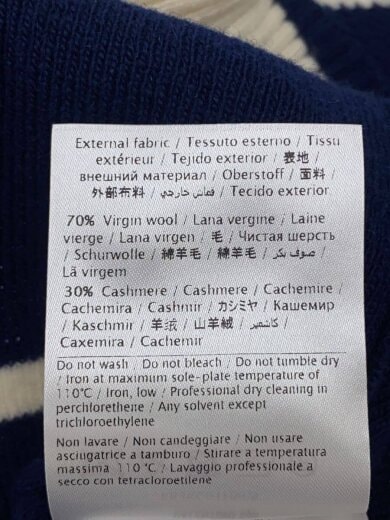 External fabric / Tessuto esterno / Tissu
extérieur / Tejido exterior / 表地 /
внешний материал / Oberstoff / 面料 /
外部布料 / قماش خارجي / Tecido exterior
70% Virgin wool / Lana vergine / Laine
vierge / Lana virgen / 毛 / Чистая шерсть
/ Schurwolle / 綿羊毛 / 綿羊毛 / صوف بكر /
Lã virgem
30% Cashmere / Cashmere / Cachemire /
Cachemira / Cashmir / カシミヤ / Кашемир
/ Kaschmir / 羊绒 / 山羊絨 / كاشمير /
Caxemira / Cachemir
Do not wash / Do not bleach / Do not tumble dry
/ Iron at maximum sole-plate temperature of
110°C / Iron, low / Professional dry cleaning in
perchlorethene / Any solvent except
trichloroethylene
Non lavare / Non candeggiare / Non usare
asciugatrice a tamburo / Stirare a temperatura
massima 110 °C / Lavaggio professionale a
secco con tetracloroetilene